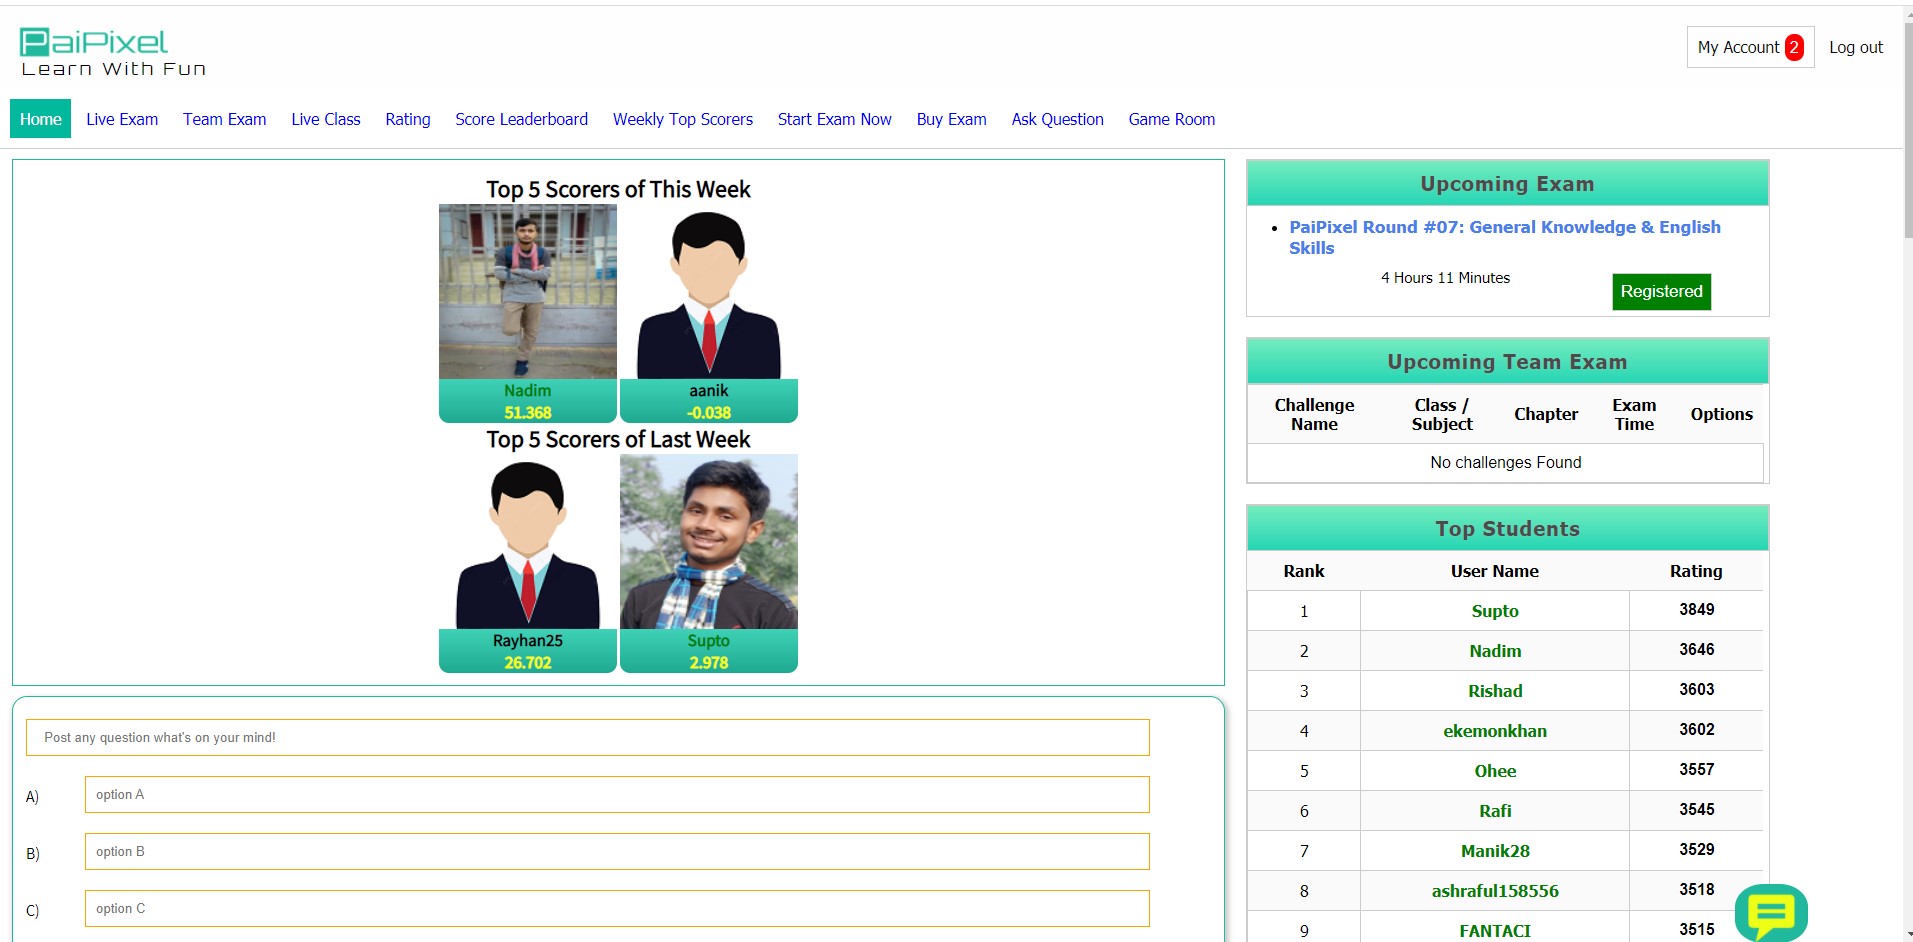 PaiPixel
Learn With Fun
My Account 2
Log out
Home
Live Exam
Team Exam
Live Class
Rating
Score Leaderboard
Weekly Top Scorers
Start Exam Now
Buy Exam
Ask Question
Game Room
Top 5 Scorers of This Week
Nadim
51.368
aanik
-0.038
Top 5 Scorers of Last Week
Rayhan25
26.702
Supto
2.978
Post any question what's on your mind!
A) option A
B) option B
C) option C
Upcoming Exam
PaiPixel Round #07: General Knowledge & English
Skills
4 Hours 11 Minutes
Registered
Upcoming Team Exam
Challenge Name
Class / Subject
Chapter
Exam Time
Options
No challenges Found
Top Students
Rank User Name Rating
1 Supto 3849
2 Nadim 3646
3 Rishad 3603
4 ekemonkhan 3602
5 Ohee 3557
6 Rafi 3545
7 Manik28 3529
8 ashraful158556 3518
9 FANTACI 3515